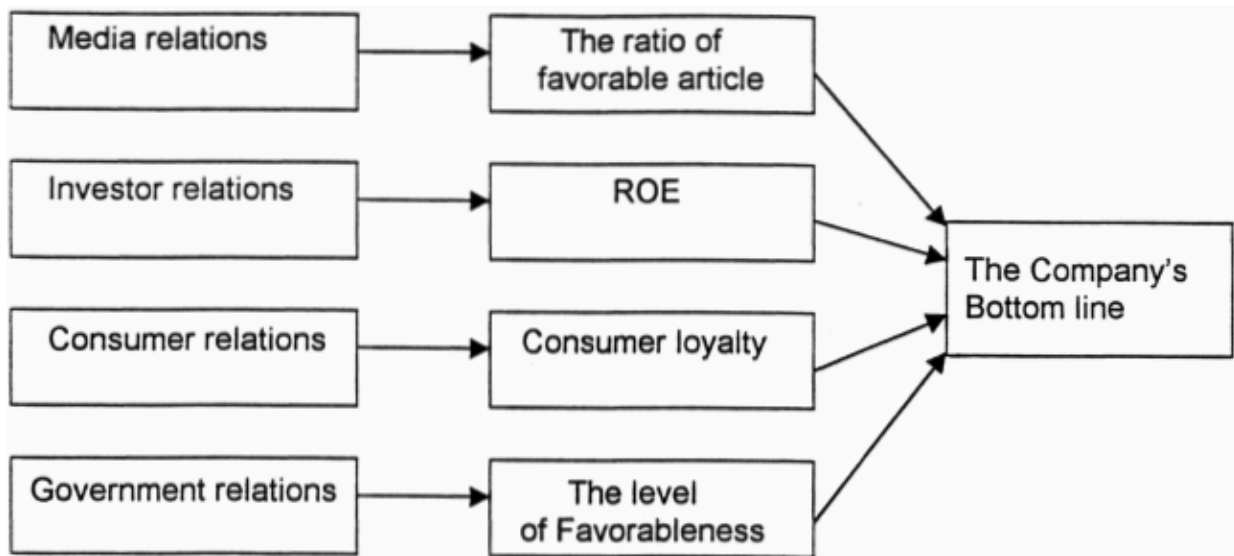 Media relations
The ratio of
favorable article
Investor relations
ROE
The Company's
Bottom line
Consumer relations
Consumer loyalty
Government relations
The level
of Favorableness